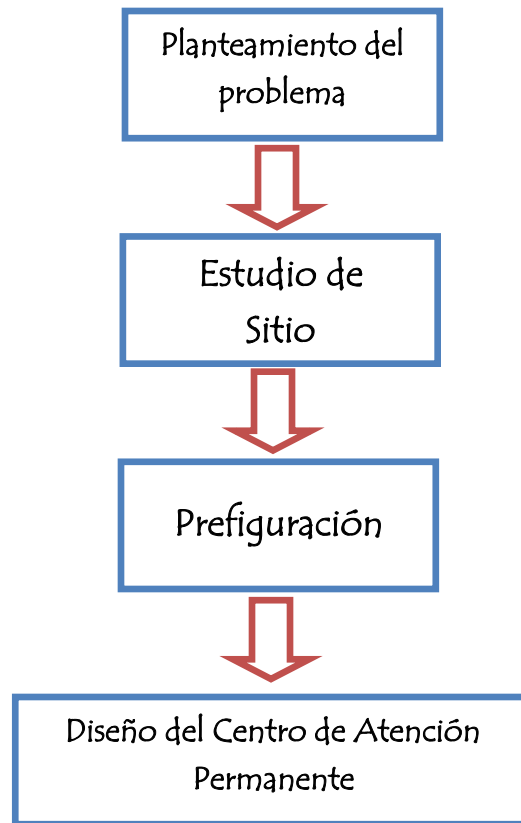 Planteamiento del
problema
Estudio de
Sitio
Prefiguración
Diseño del Centro de Atención
Permanente